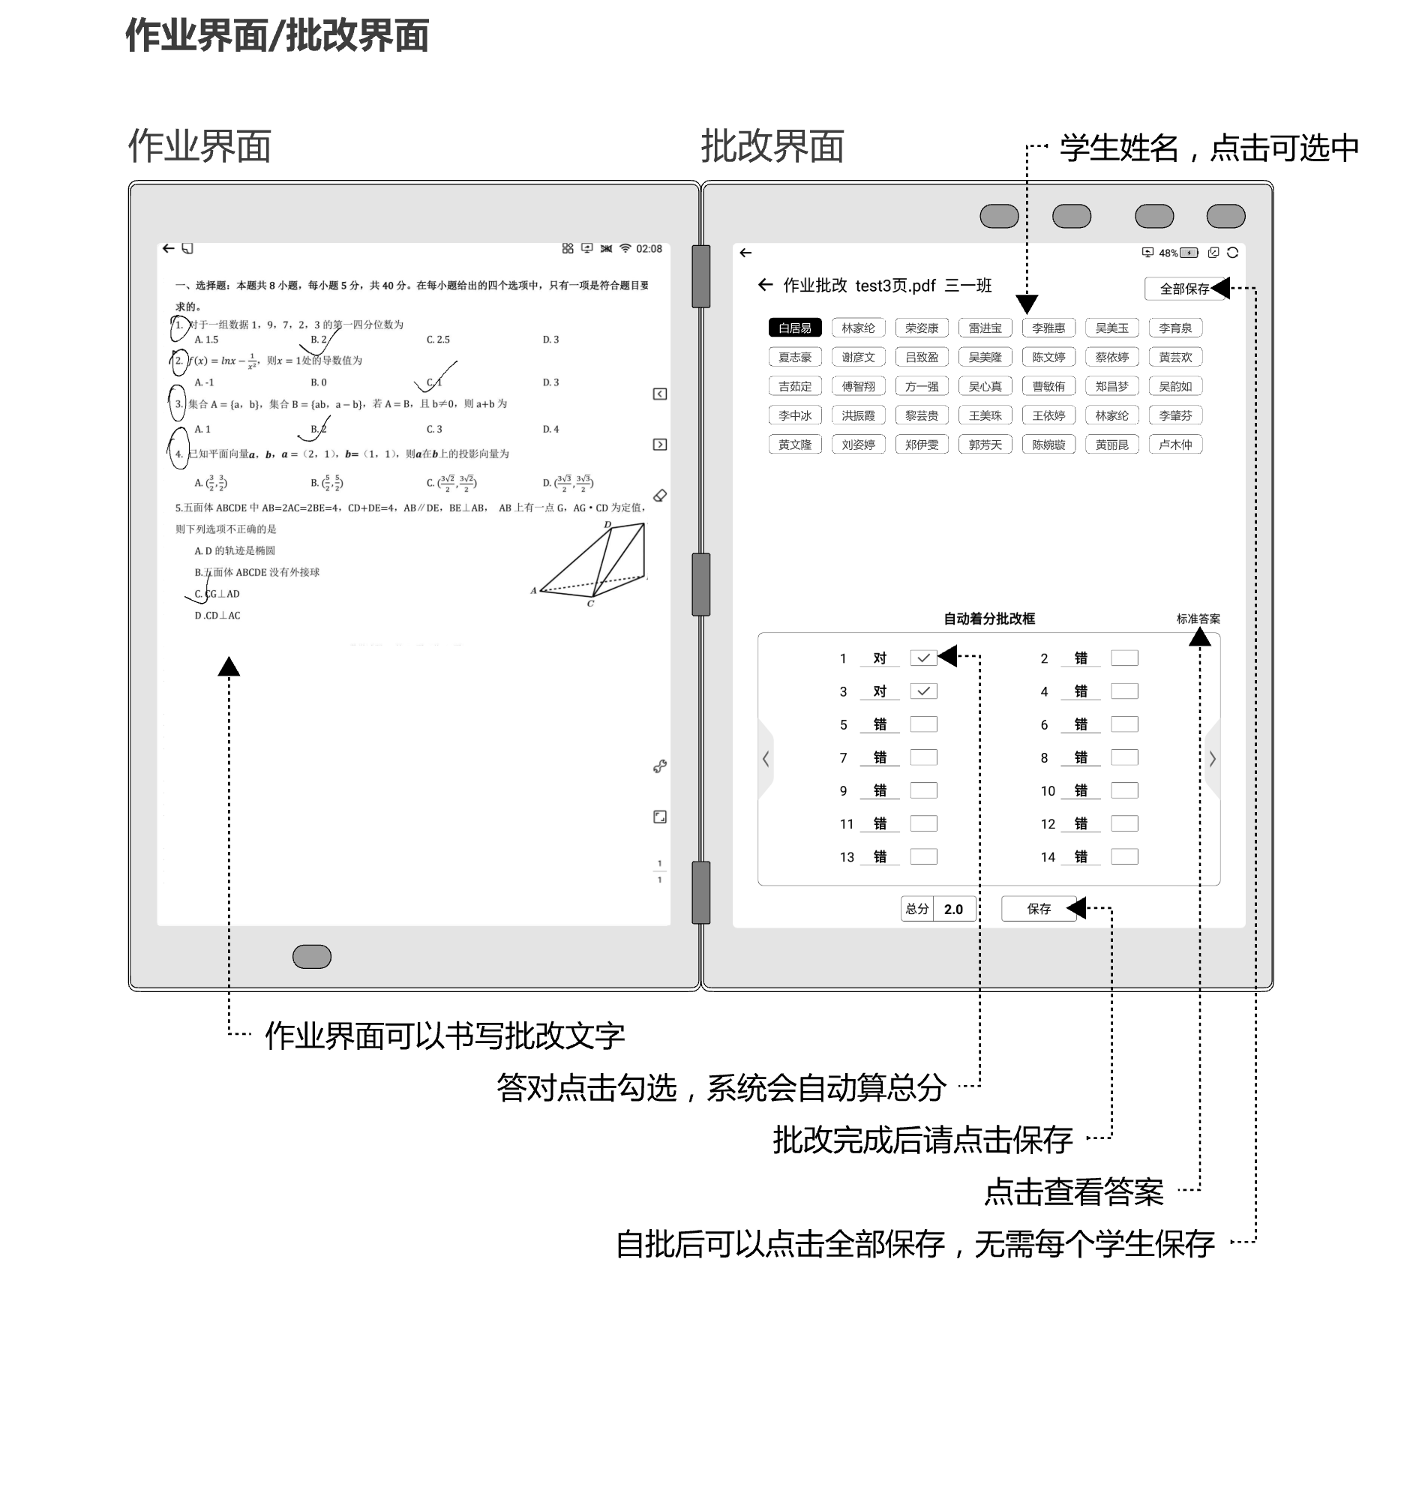 作业界面/批改界面
作业界面
批改界面
学生姓名，点击可选中
02:08
一、选择题：本题共 8 小题，每小题 5 分，共 40 分。在每小题给出的四个选项中，只有一项是符合题目要
求的。
1. 对于一组数据 1，9，7，2，3 的第一四分位数为
A. 1.5 B. 2 C. 2.5 D. 3
2. f(x) = lnx − 1/x²，则x = 1处的导数值为
A. -1 B. 0 C. 1 D. 3
3. 集合 A = {a，b}，集合 B = {ab，a − b}，若 A = B，且 b≠0，则 a+b 为
A. 1 B. 2 C. 3 D. 4
4. 已知平面向量a，b，a =（2，1），b=（1，1），则a在b上的投影向量为
A. (3/2, 3/2) B. (5/2, 5/2) C. (3√2/2, 3√2/2) D. (3√3/2, 3√3/2)
5.五面体 ABCDE 中 AB=2AC=2BE=4，CD+DE=4，AB∥DE，BE⊥AB， AB 上有一点 G，AG·CD 为定值，
则下列选项不正确的是
A. D 的轨迹是椭圆
B.五面体 ABCDE 没有外接球
C. CG⊥AD
D .CD⊥AC
D
A
C
1
1
48%
作业批改 test3页.pdf 三一班
全部保存
白居易 林家纶 荣姿康 雷进宝 李雅惠 吴美玉 李育泉
夏志豪 谢彦文 吕致盈 吴美隆 陈文婷 蔡依婷 黄芸欢
吉茹定 傅智翔 方一强 吴心真 曹敏侑 郑昌梦 吴韵如
李中冰 洪振霞 黎芸贵 王美珠 王依婷 林家纶 李肇芬
黄文隆 刘姿婷 郑伊雯 郭芳天 陈婉璇 黄丽昆 卢木仲
自动着分批改框
标准答案
1 对 2 错
3 对 4 错
5 错 6 错
7 错 8 错
9 错 10 错
11 错 12 错
13 错 14 错
总分 2.0 保存
作业界面可以书写批改文字
答对点击勾选，系统会自动算总分
批改完成后请点击保存
点击查看答案
自批后可以点击全部保存，无需每个学生保存